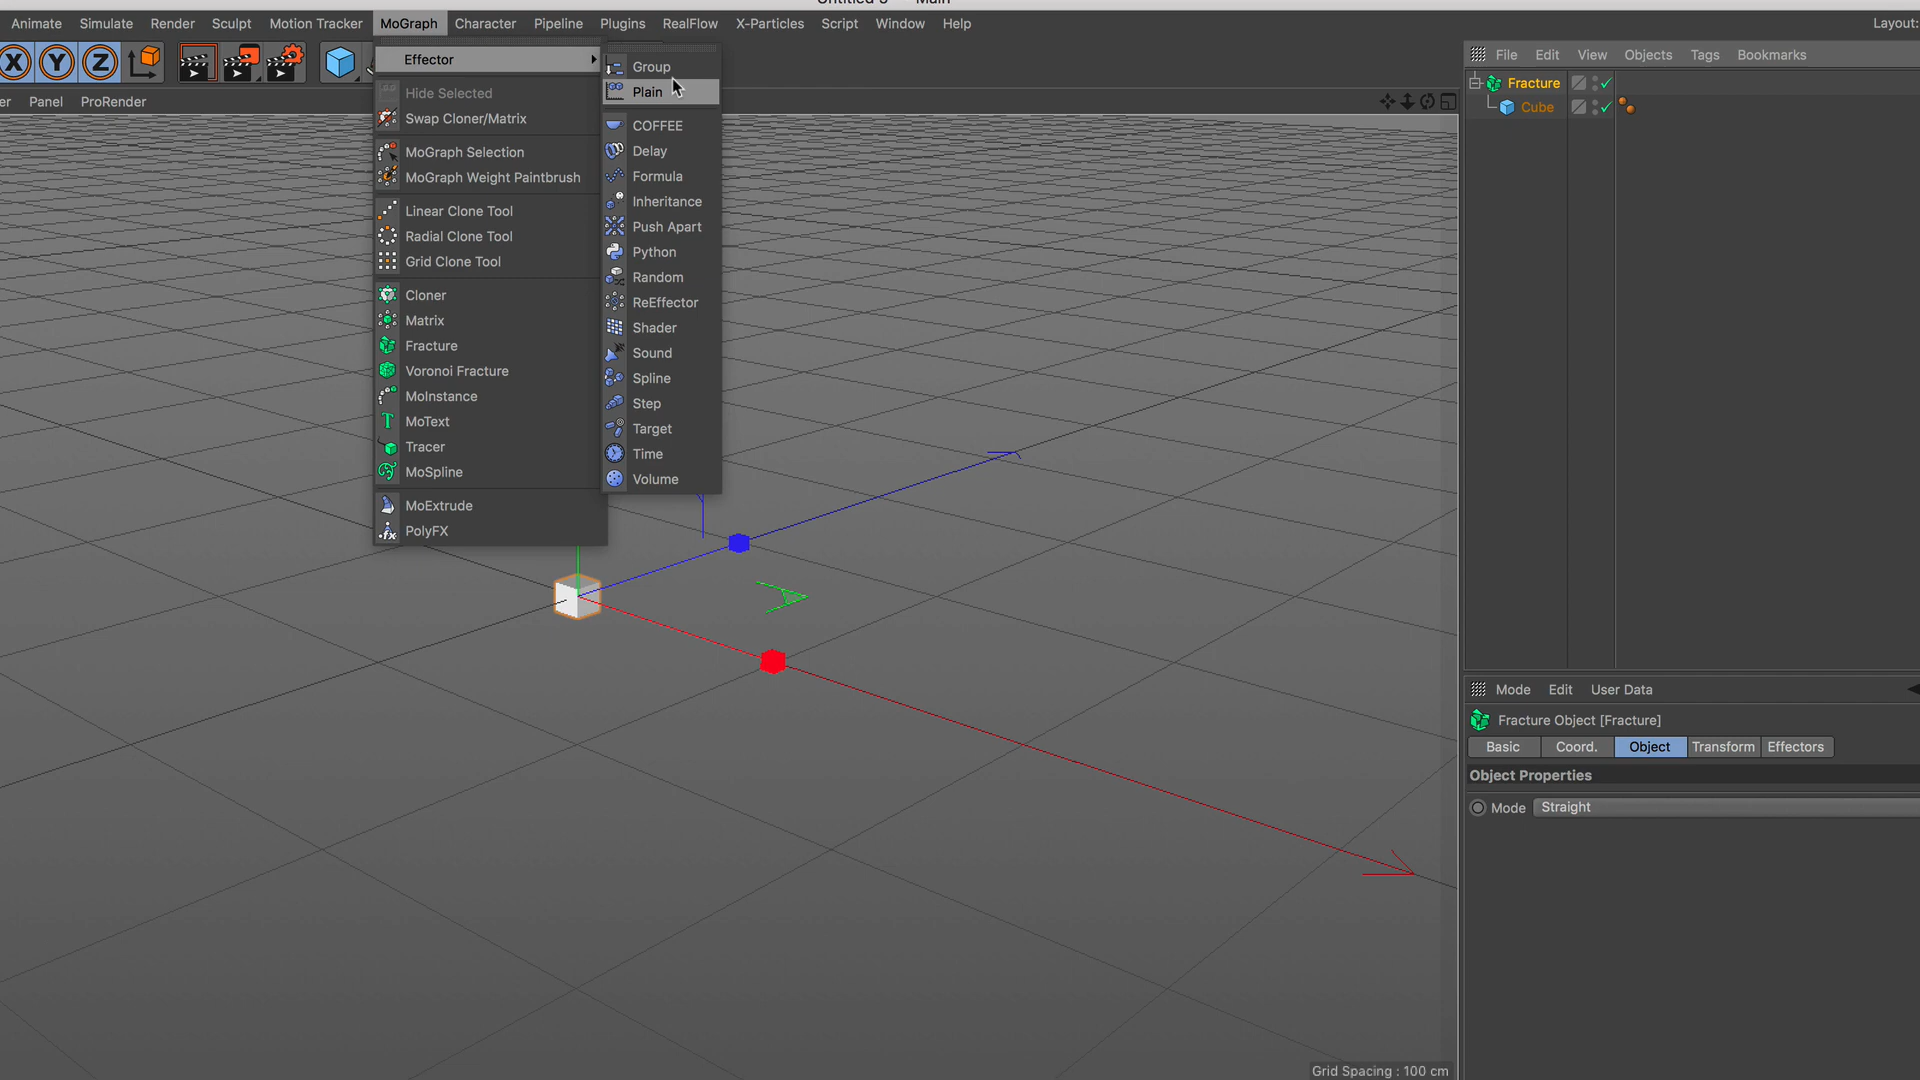 Animate Simulate Render Sculpt Motion Tracker MoGraph Character Pipeline Plugins RealFlow X-Particles Script Window Help
Layout:
X Y Z
Panel ProRender
Effector
Hide Selected
Swap Cloner/Matrix
MoGraph Selection
MoGraph Weight Paintbrush
Linear Clone Tool
Radial Clone Tool
Grid Clone Tool
Cloner
Matrix
Fracture
Voronoi Fracture
MoInstance
MoText
Tracer
MoSpline
MoExtrude
PolyFX
Group
Plain
COFFEE
Delay
Formula
Inheritance
Push Apart
Python
Random
ReEffector
Shader
Sound
Spline
Step
Target
Time
Volume
File Edit View Objects Tags Bookmarks
Fracture
Cube
Mode Edit User Data
Fracture Object [Fracture]
Basic Coord. Object Transform Effectors
Object Properties
Mode Straight
Grid Spacing : 100 cm